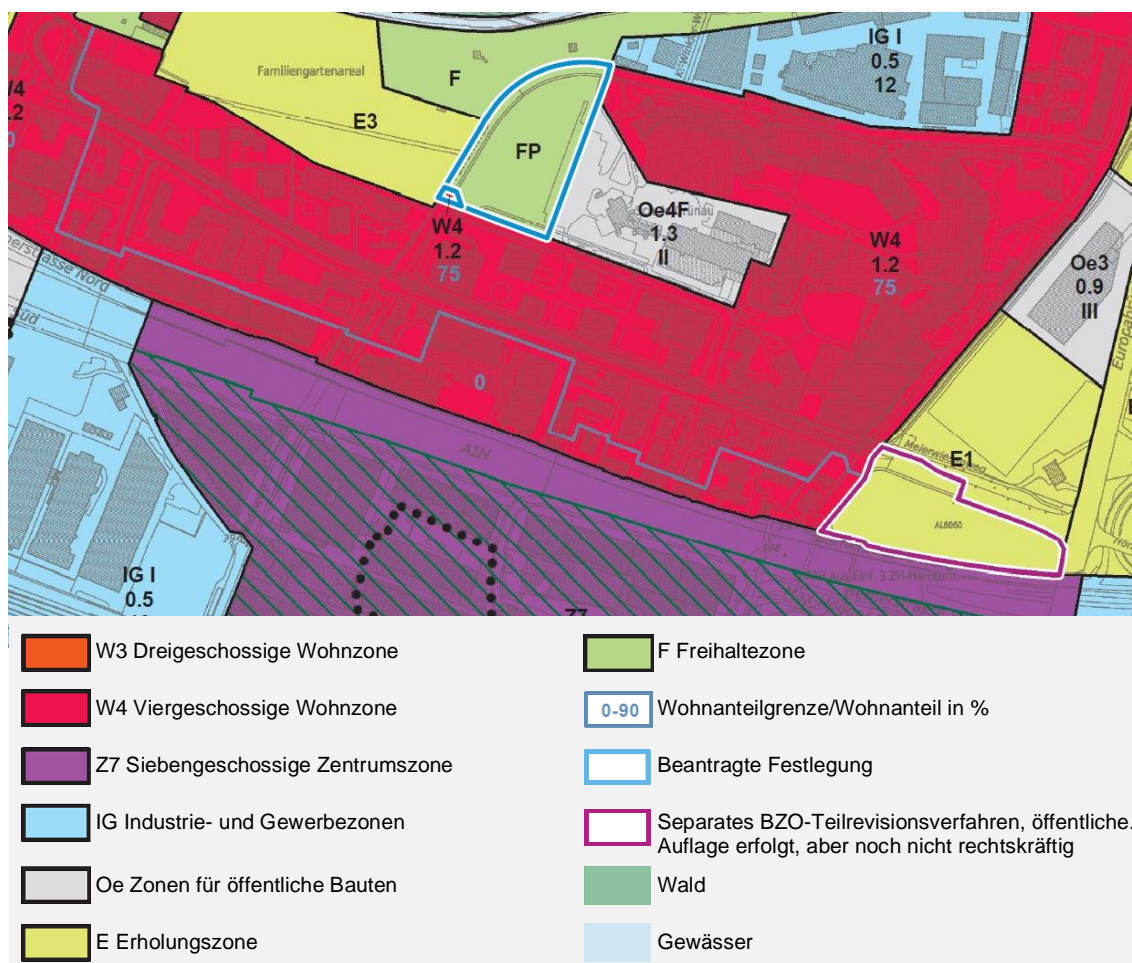 IG I
0.5
12
Familiengartenareal
F
E3
FP
W4
1.2
75
Oe4F
1.3
II
W4
1.2
75
Oe3
0.9
III
1.2
0
A1H
E1
AL8060
IG I
0.5
Z7
W3 Dreigeschossige Wohnzone
F Freihaltezone
W4 Viergeschossige Wohnzone
0-90 Wohnanteilgrenze/Wohnanteil in %
Z7 Siebengeschossige Zentrumszone
Beantragte Festlegung
IG Industrie- und Gewerbezonen
Separates BZO-Teilrevisionsverfahren, öffentliche.
Auflage erfolgt, aber noch nicht rechtskräftig
Oe Zonen für öffentliche Bauten
Wald
E Erholungszone
Gewässer